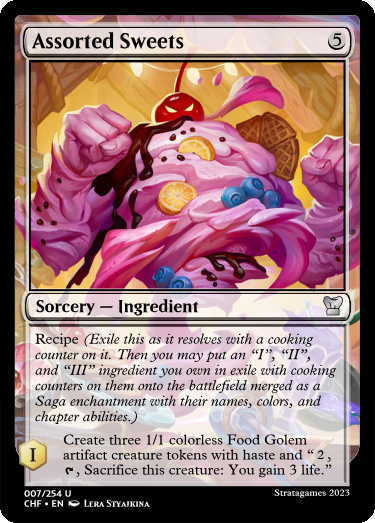 Assorted Sweets 5
Sorcery — Ingredient
Recipe (Exile this as it resolves with a cooking
counter on it. Then you may put an “I”, “II”,
and “III” ingredient you own in exile with cooking
counters on them onto the battlefield merged as a
Saga enchantment with their names, colors, and
chapter abilities.)
I
Create three 1/1 colorless Food Golem
artifact creature tokens with haste and “2,
, Sacrifice this creature: You gain 3 life.”
007/254 U
Stratagames 2023
CHF • EN Lera Styajkina